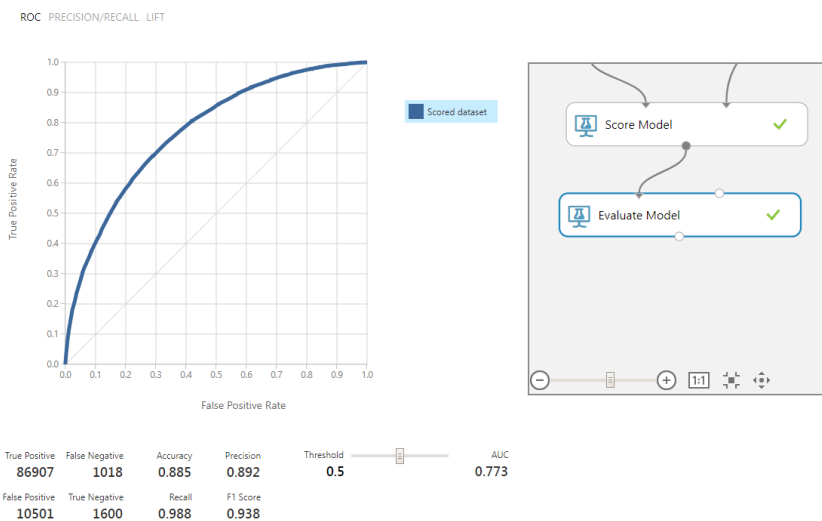 ROC PRECISION/RECALL LIFT
1.0
0.9
0.8
0.7
0.6
0.5
0.4
0.3
0.2
0.1
0.0
True Positive Rate
0.0 0.1 0.2 0.3 0.4 0.5 0.6 0.7 0.8 0.9 1.0
False Positive Rate
Scored dataset
Score Model
Evaluate Model
1:1
True Positive False Negative Accuracy Precision Threshold AUC
86907 1018 0.885 0.892 0.5 0.773
False Positive True Negative Recall F1 Score
10501 1600 0.988 0.938